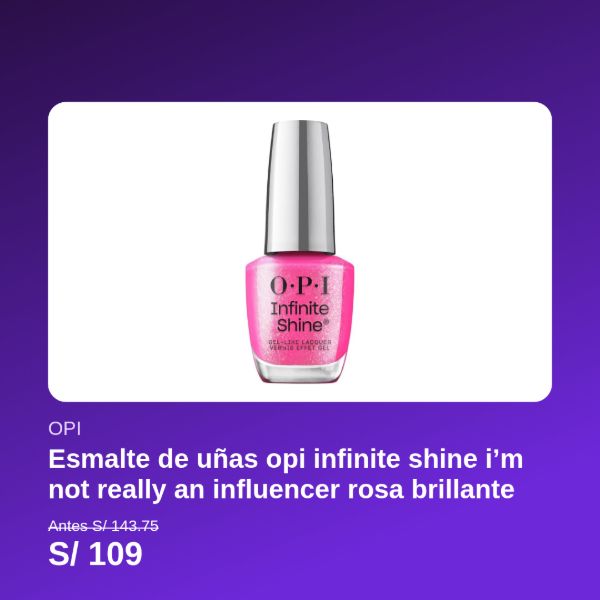 O·P·I
Infinite
Shine®
GEL-LIKE LACQUER
VERNIS EFFET GEL
OPI
Esmalte de uñas opi infinite shine i’m
not really an influencer rosa brillante
Antes S/ 143.75
S/ 109